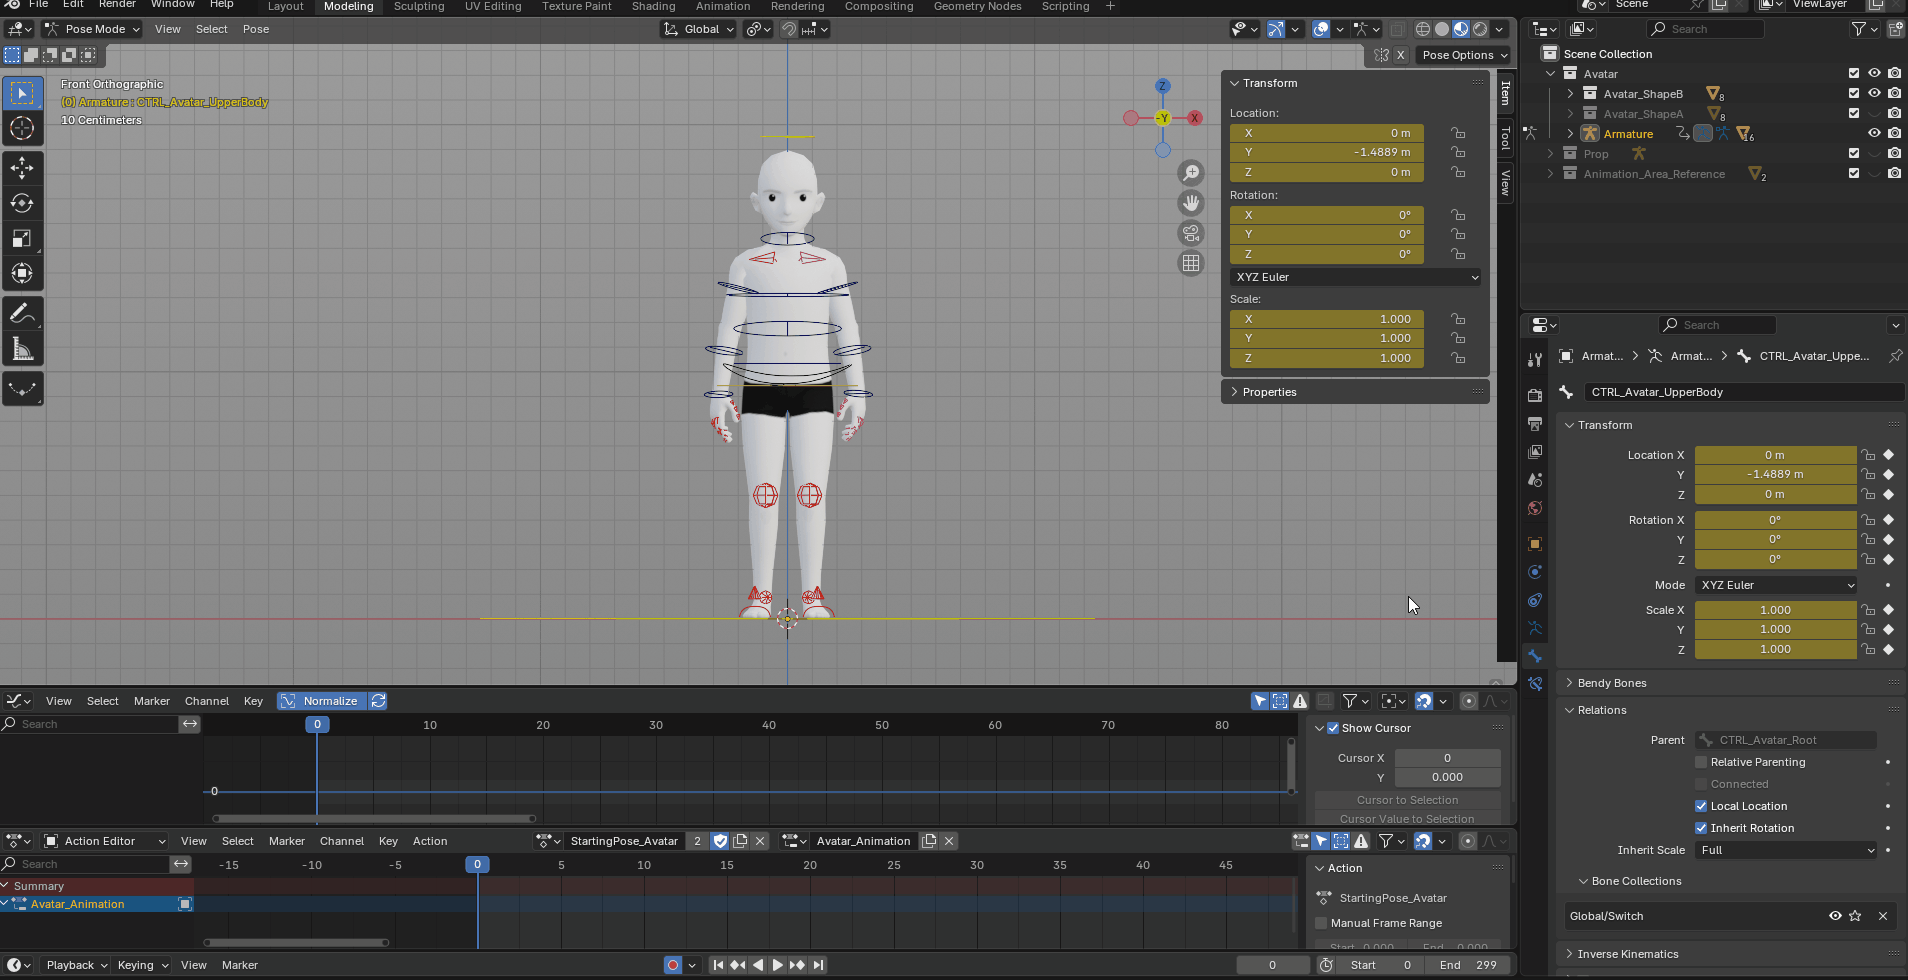 File Edit Render Window Help Layout Modeling Sculpting UV Editing Texture Paint Shading Animation Rendering Compositing Geometry Nodes Scripting + Scene ViewLayer
Pose Mode View Select Pose Global Search
X Pose Options
Front Orthographic
(0) Armature : CTRL_Avatar_UpperBody
10 Centimeters
Z
-Y
X
Transform
Location:
X 0 m
Y -1.4889 m
Z 0 m
Rotation:
X 0°
Y 0°
Z 0°
XYZ Euler
Scale:
X 1.000
Y 1.000
Z 1.000
Properties
Item
Tool
View
Scene Collection
Avatar
Avatar_ShapeB 8
Avatar_ShapeA 8
Armature 16
Prop
Animation_Area_Reference 2
Search
Armat... Armat... CTRL_Avatar_Uppe...
CTRL_Avatar_UpperBody
Transform
Location X 0 m
Y -1.4889 m
Z 0 m
Rotation X 0°
Y 0°
Z 0°
Mode XYZ Euler
Scale X 1.000
Y 1.000
Z 1.000
Bendy Bones
Relations
Parent CTRL_Avatar_Root
Relative Parenting
Connected
Local Location
Inherit Rotation
Inherit Scale Full
Bone Collections
Global/Switch
Inverse Kinematics
View Select Marker Channel Key Normalize
Search 0 10 20 30 40 50 60 70 80
0
Show Cursor
Cursor X 0
Y 0.000
Cursor to Selection
Cursor Value to Selection
Action Editor View Select Marker Channel Key Action StartingPose_Avatar 2 Avatar_Animation
Search -15 -10 -5 0 5 10 15 20 25 30 35 40 45
Summary
Avatar_Animation
Action
StartingPose_Avatar
Manual Frame Range
Start 0.000 End 0.000
Playback Keying View Marker 0 Start 0 End 299